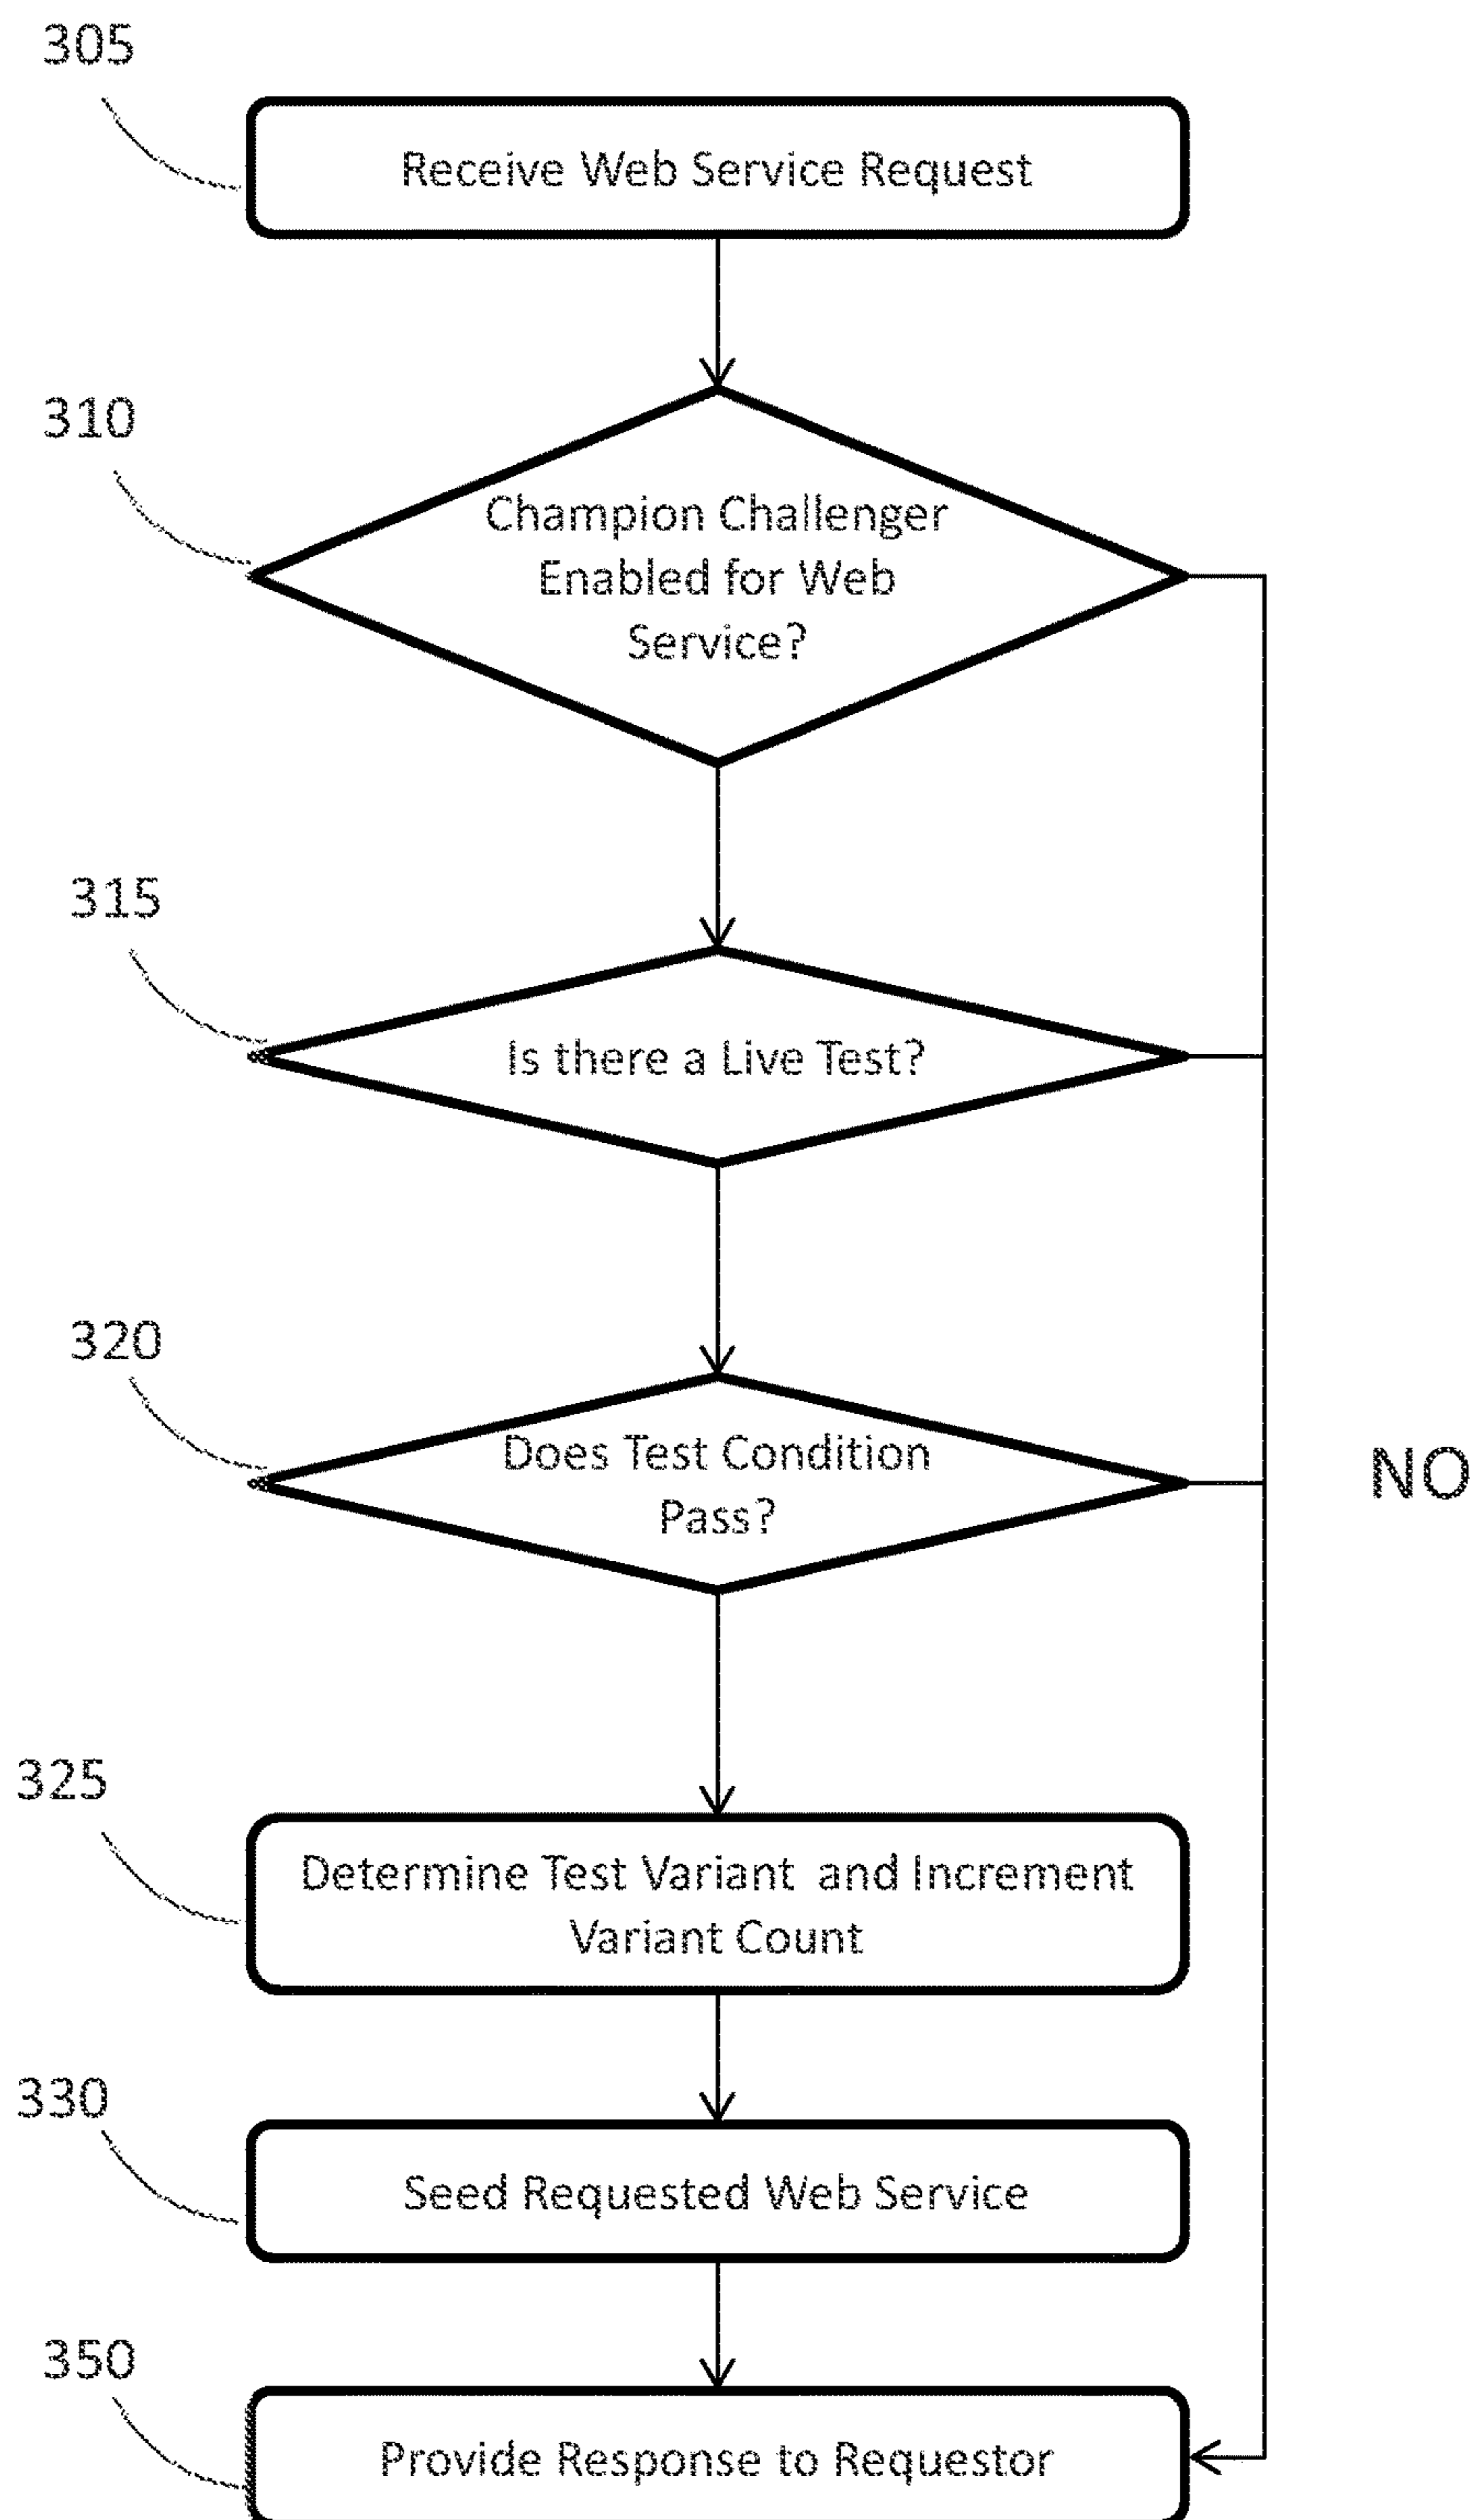 305
Receive Web Service Request
310
Champion Challenger
Enabled for Web
Service?
315
Is there a Live Test?
320
Does Test Condition
Pass?
NO
325
Determine Test Variant and Increment
Variant Count
330
Seed Requested Web Service
350
Provide Response to Requestor